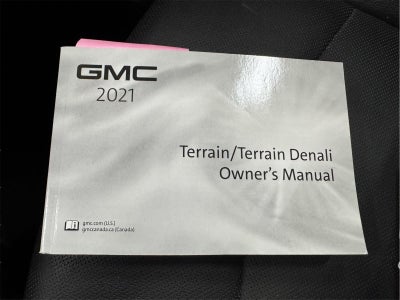 GMC
2021
Terrain/Terrain Denali
Owner's Manual
gmc.com (U.S.)
gmccanada.ca (Canada)